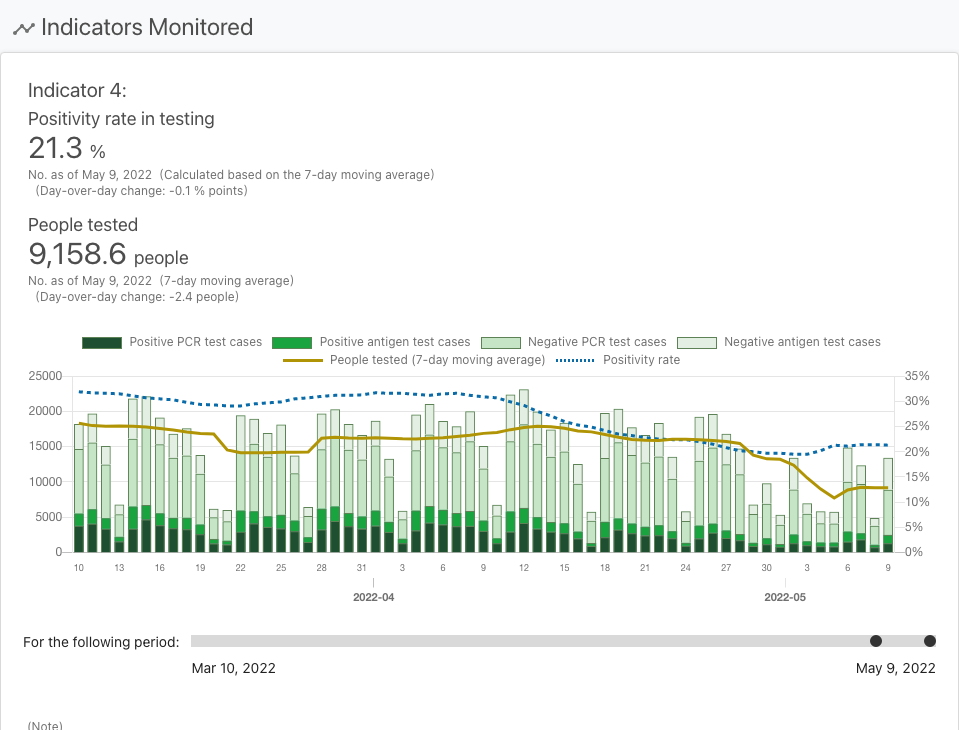 Indicators Monitored
Indicator 4:
Positivity rate in testing
21.3 %
No. as of May 9, 2022 (Calculated based on the 7-day moving average)
(Day-over-day change: -0.1 % points)
People tested
9,158.6 people
No. as of May 9, 2022 (7-day moving average)
(Day-over-day change: -2.4 people)
Positive PCR test cases Positive antigen test cases Negative PCR test cases Negative antigen test cases
People tested (7-day moving average) Positivity rate
25000 35%
20000 30%
25%
15000 20%
10000 15%
10%
5000 5%
0 0%
10 13 16 19 22 25 28 31 3 6 9 12 15 18 21 24 27 30 3 6 9
2022-04 2022-05
For the following period:
Mar 10, 2022 May 9, 2022
(Note)